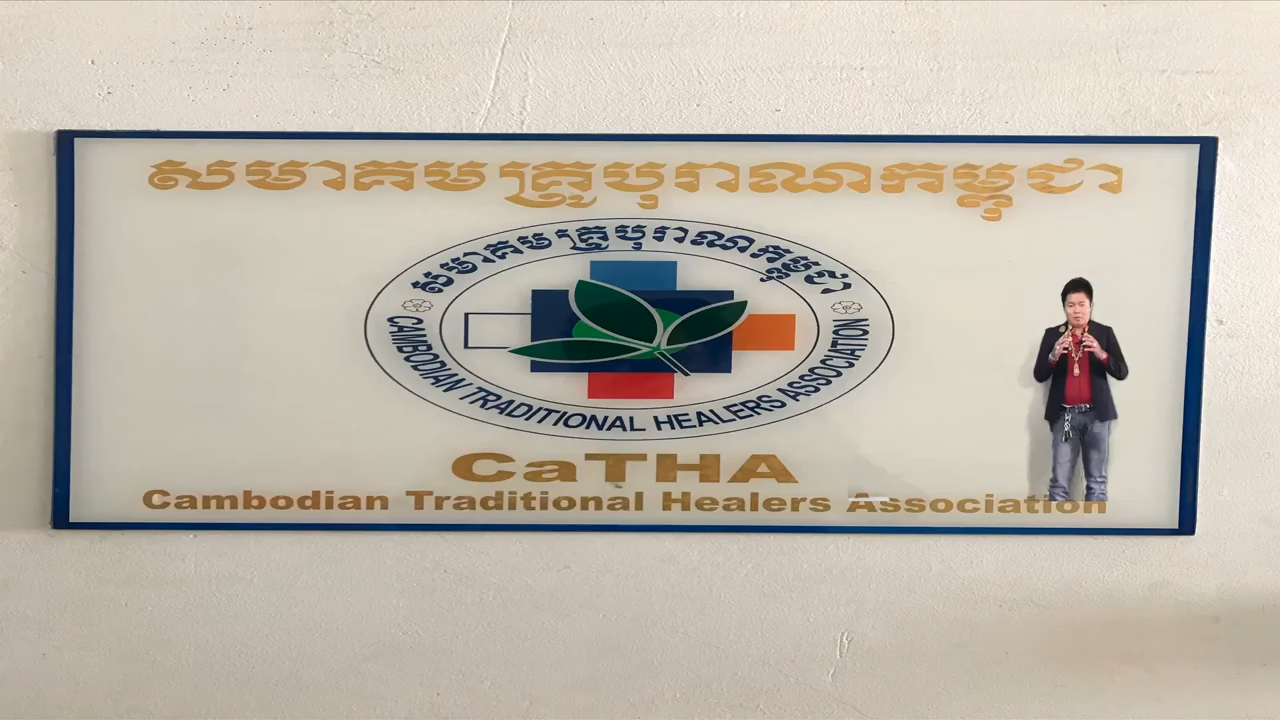 សមាគមគ្រូបុរាណកម្ពុជា
សមាគមគ្រូបុរាណកម្ពុជា
CAMBODIAN TRADITIONAL HEALERS ASSOCIATION
CaTHA
Cambodian Traditional Healers Association